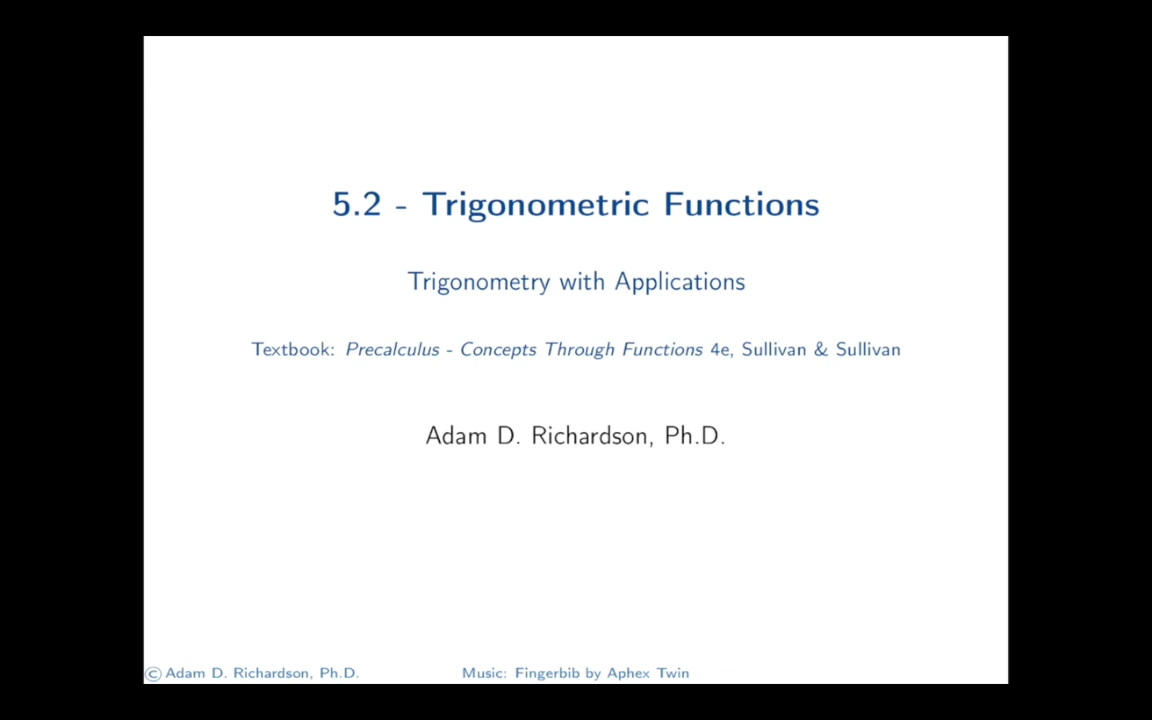 5.2 - Trigonometric Functions
Trigonometry with Applications
Textbook: Precalculus - Concepts Through Functions 4e, Sullivan & Sullivan
Adam D. Richardson, Ph.D.
© Adam D. Richardson, Ph.D.
Music: Fingerbib by Aphex Twin